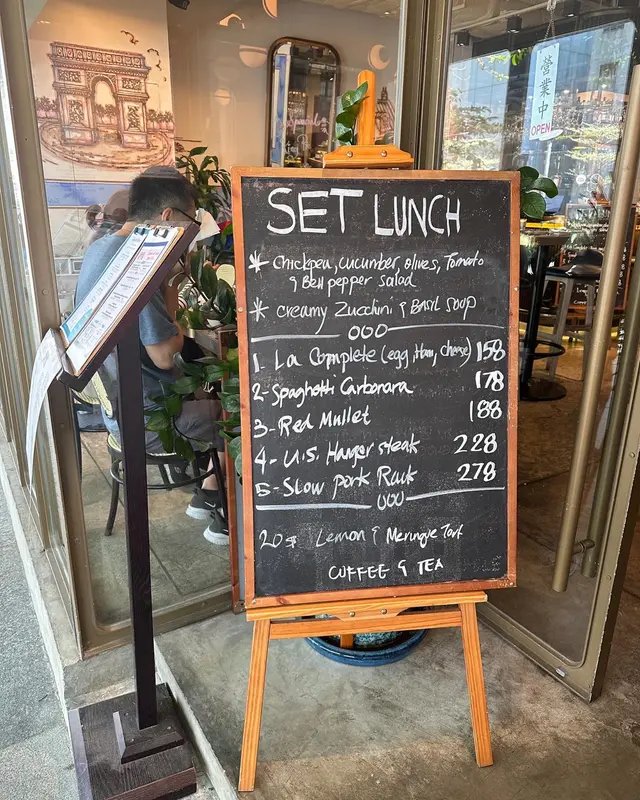 營業中
OPEN
SET LUNCH
* Chickpea, cucumber, olives, Tomato
& Bell pepper salad
* creamy Zucchini & Basil soup
1. La Complete (egg, Ham, cheese) 158
2- Spaghetti Carbonara 178
3- Red Mullet 188
4- U.S. Hanger steak 228
5- Slow pork Rack 278
20$ Lemon & Meringue Tart
COFFEE & TEA